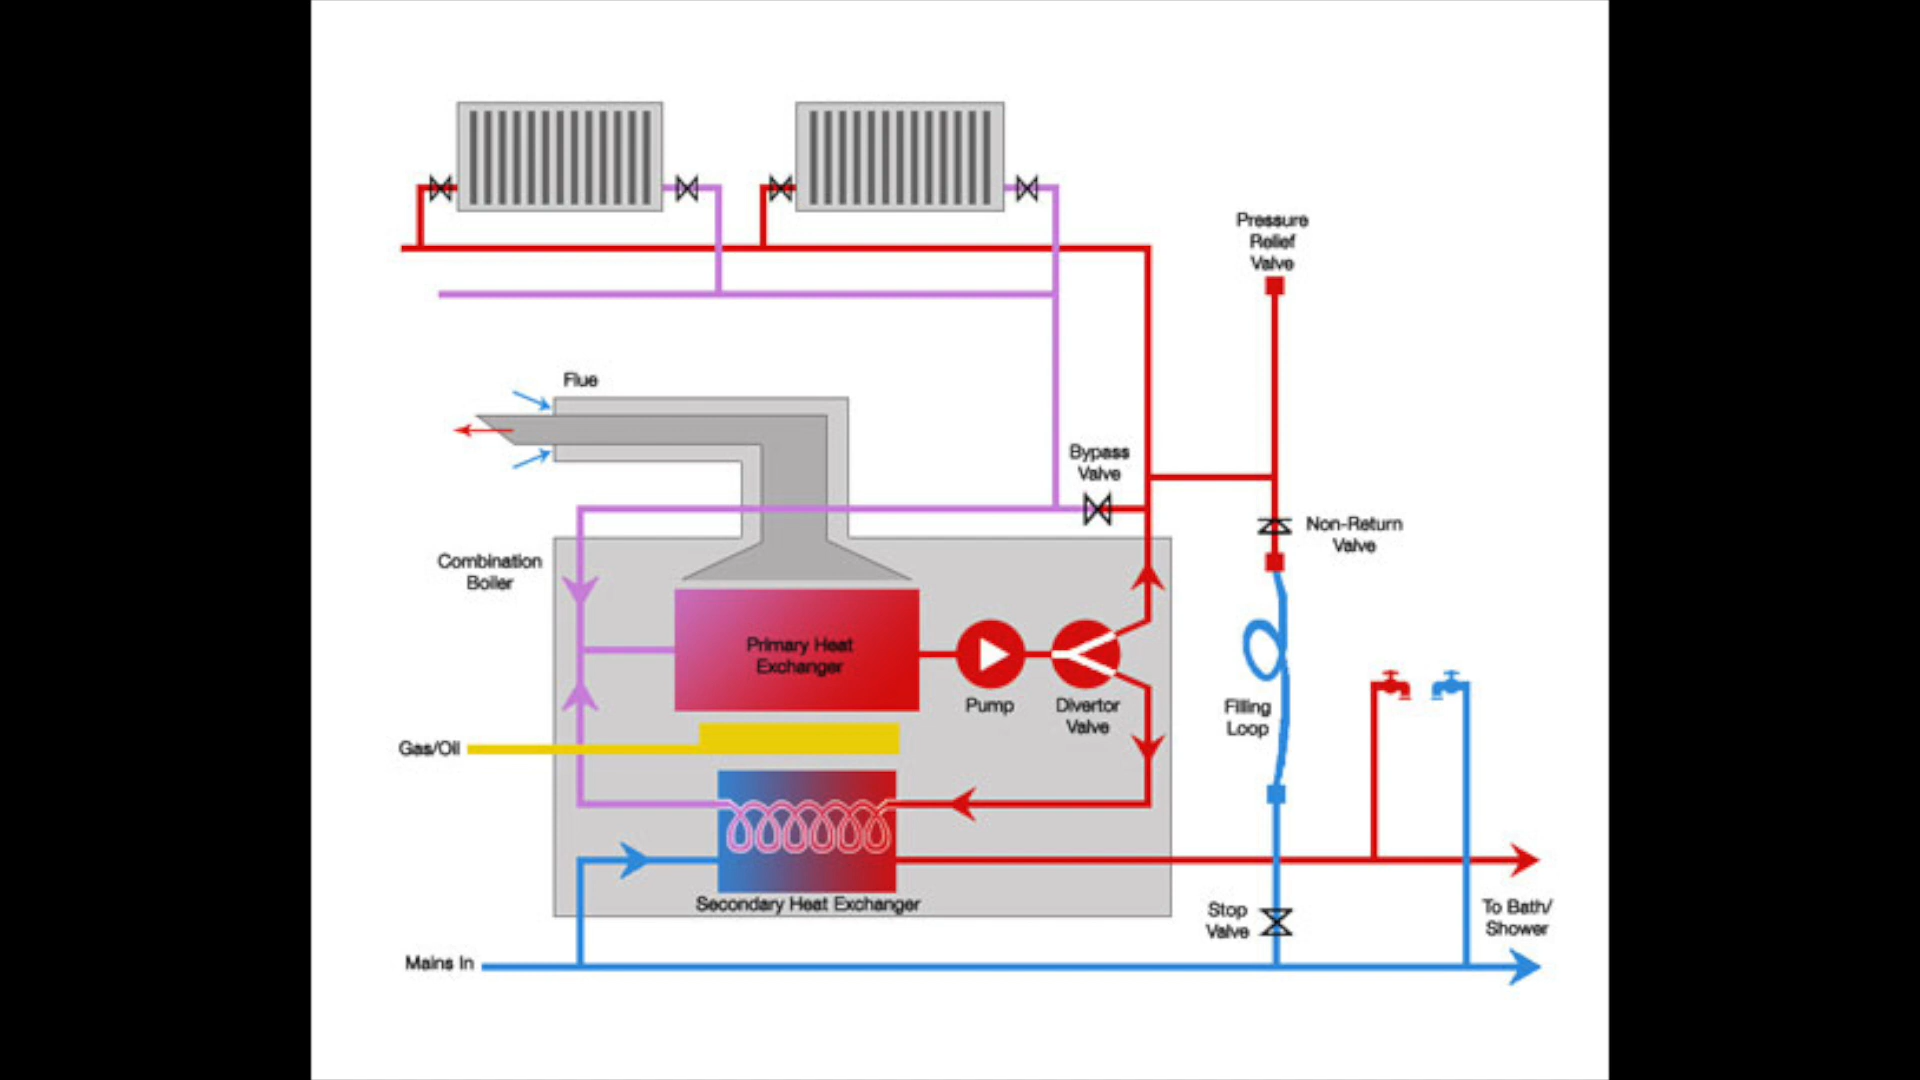 Pressure
Relief
Valve
Flue
Bypass
Valve
Non-Return
Valve
Combination
Boiler
Primary Heat
Exchanger
Pump
Divertor
Valve
Filling
Loop
Gas/Oil
Secondary Heat Exchanger
Stop
Valve
To Bath/
Shower
Mains In